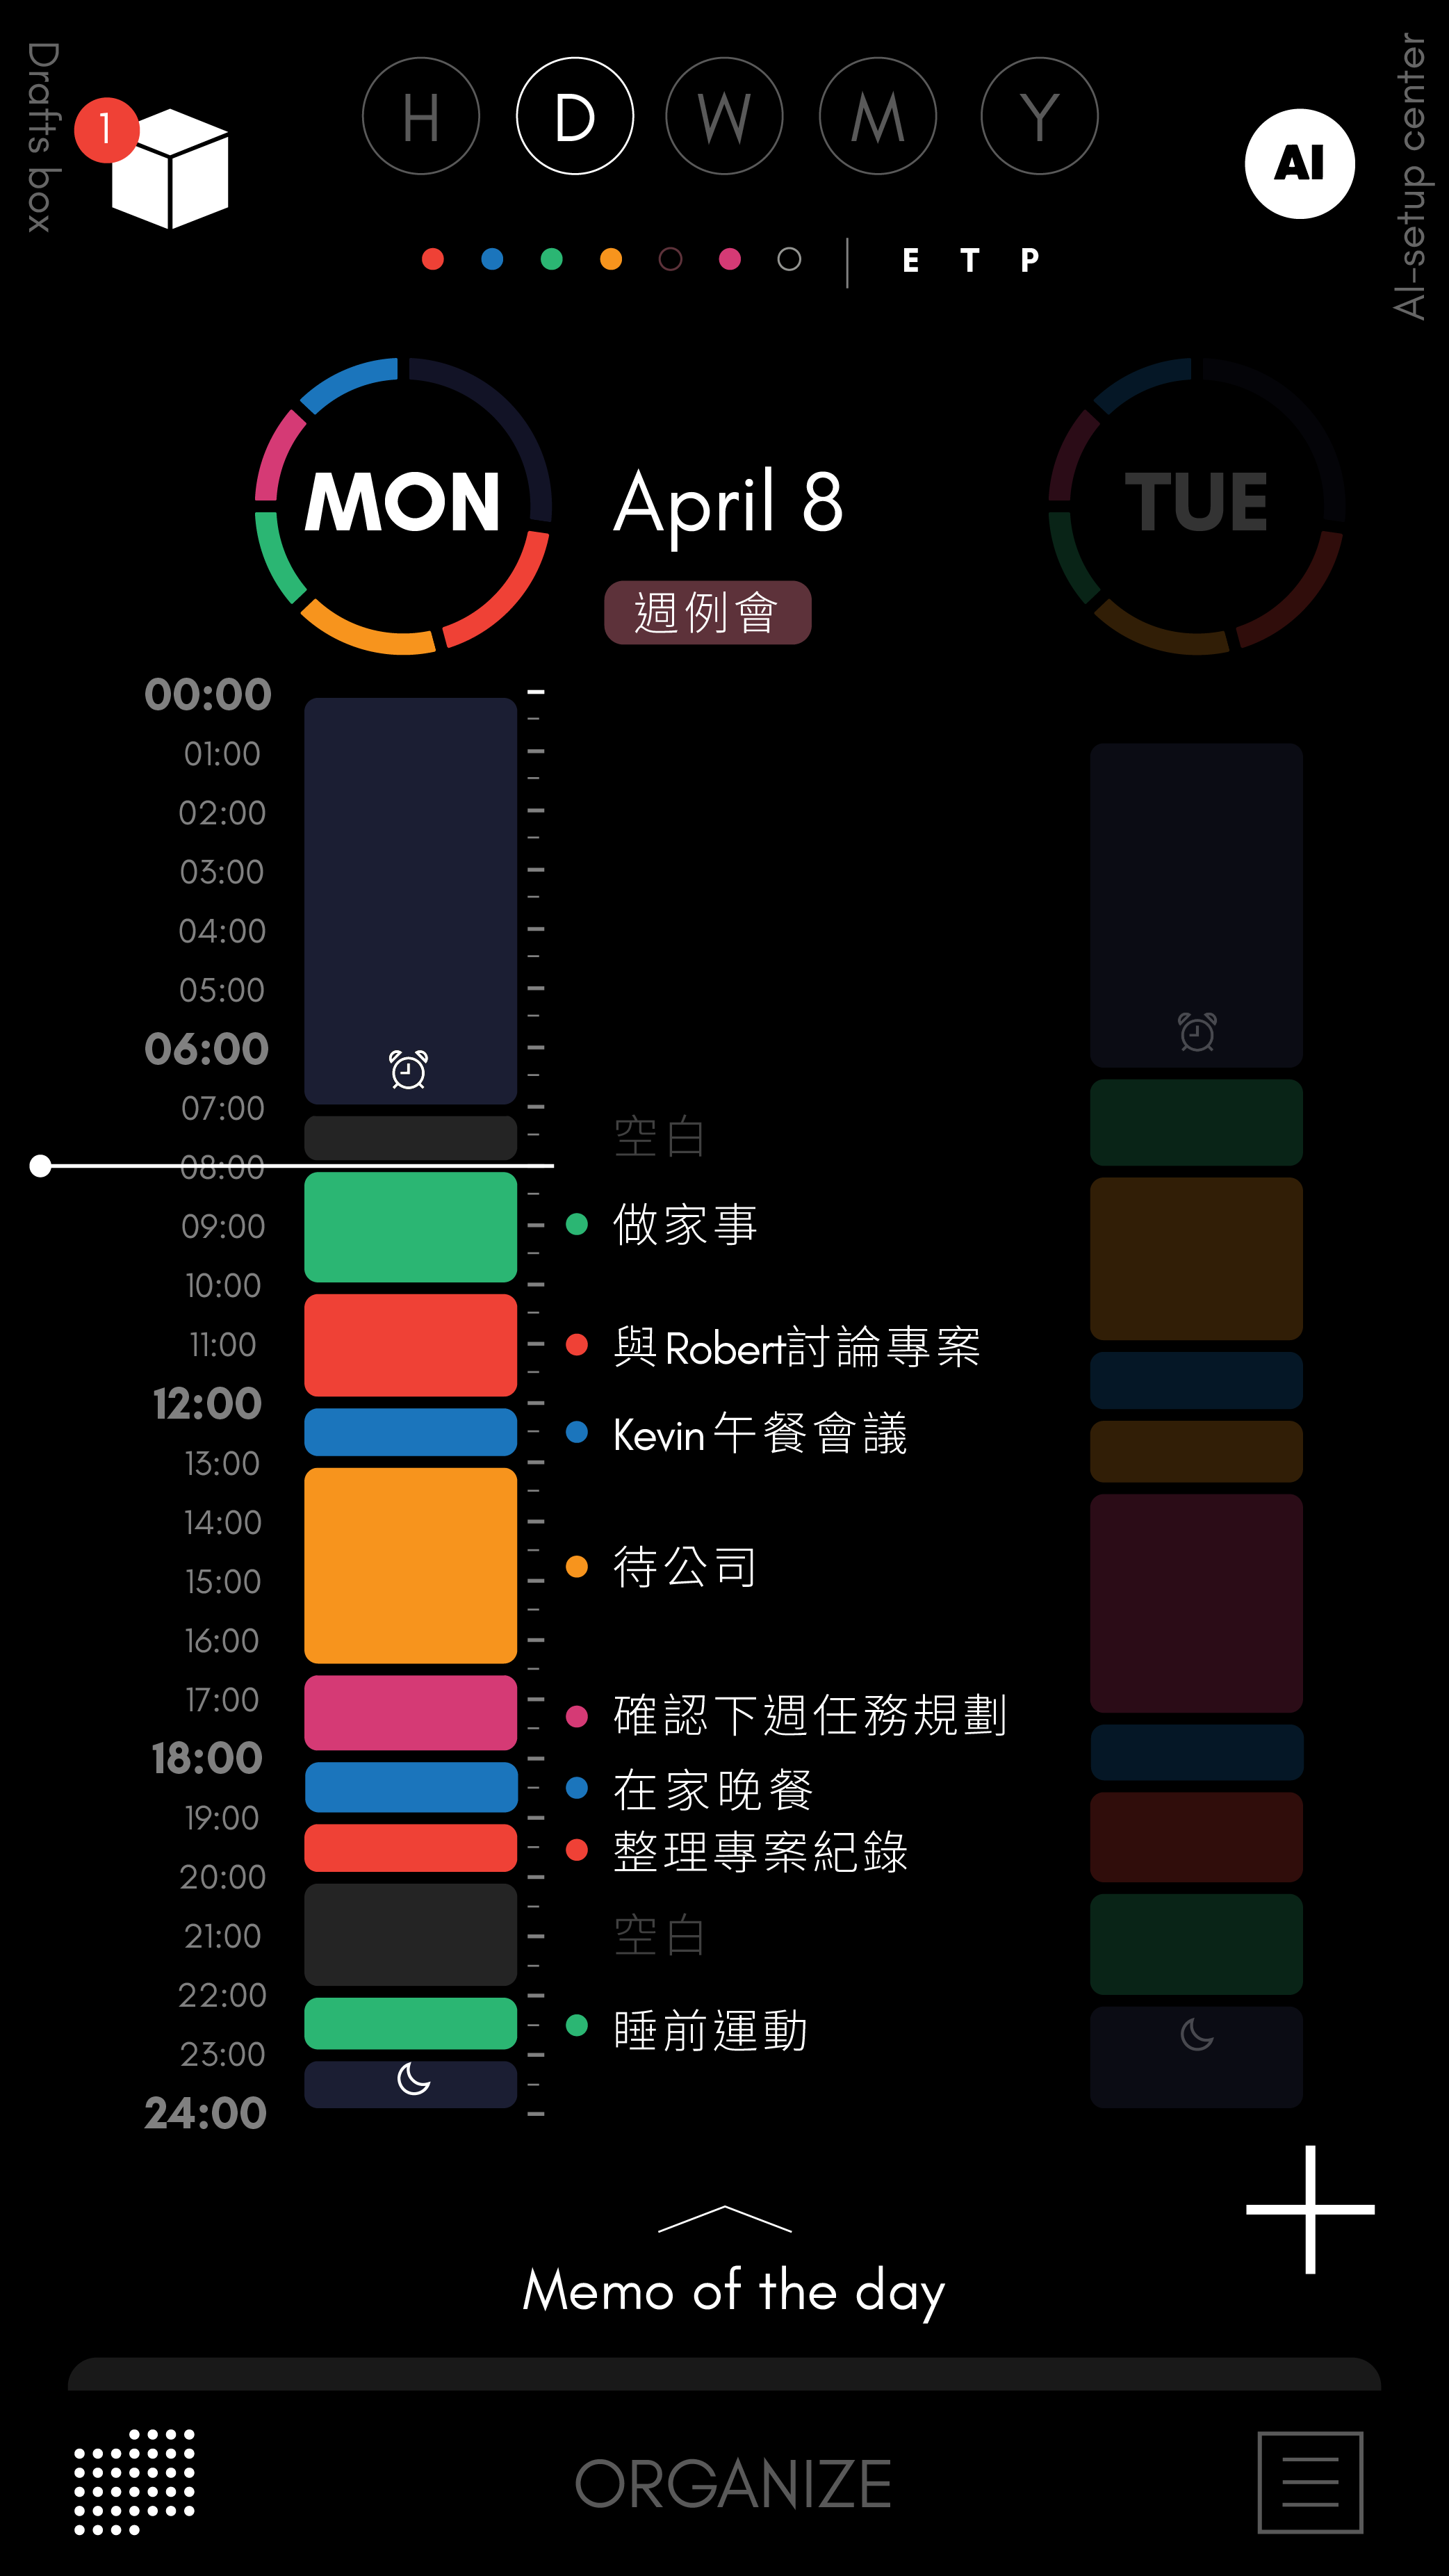 Drafts box
1
H D W M Y
AI
AI-setup center
E T P
MON
April 8
週例會
TUE
00:00
01:00
02:00
03:00
04:00
05:00
06:00
07:00
空白
08:00
09:00
做家事
10:00
11:00
與Robert討論專案
12:00
Kevin午餐會議
13:00
14:00
15:00
待公司
16:00
17:00
確認下週任務規劃
18:00
在家晚餐
19:00
整理專案紀錄
20:00
21:00
空白
22:00
睡前運動
23:00
24:00
Memo of the day
ORGANIZE